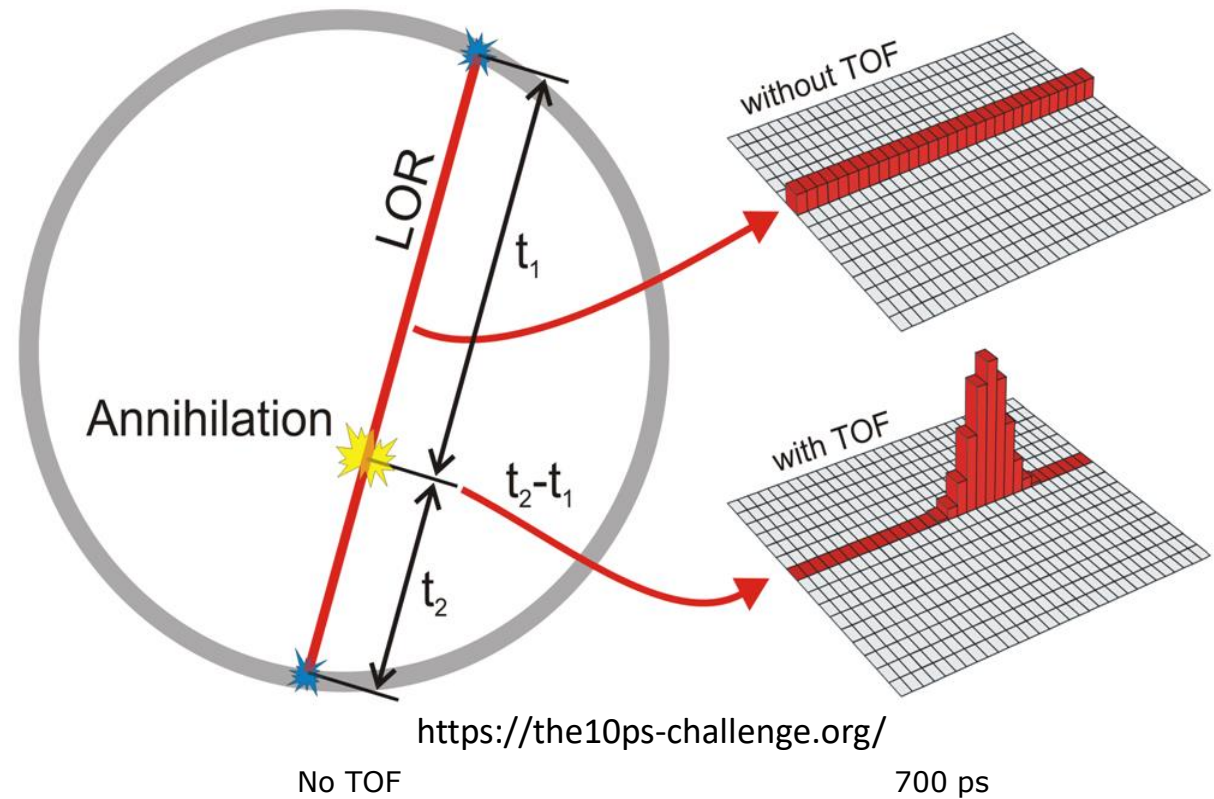 without TOF
LOR
t₁
Annihilation
with TOF
t₂-t₁
t₂
https://the10ps-challenge.org/
No TOF
700 ps